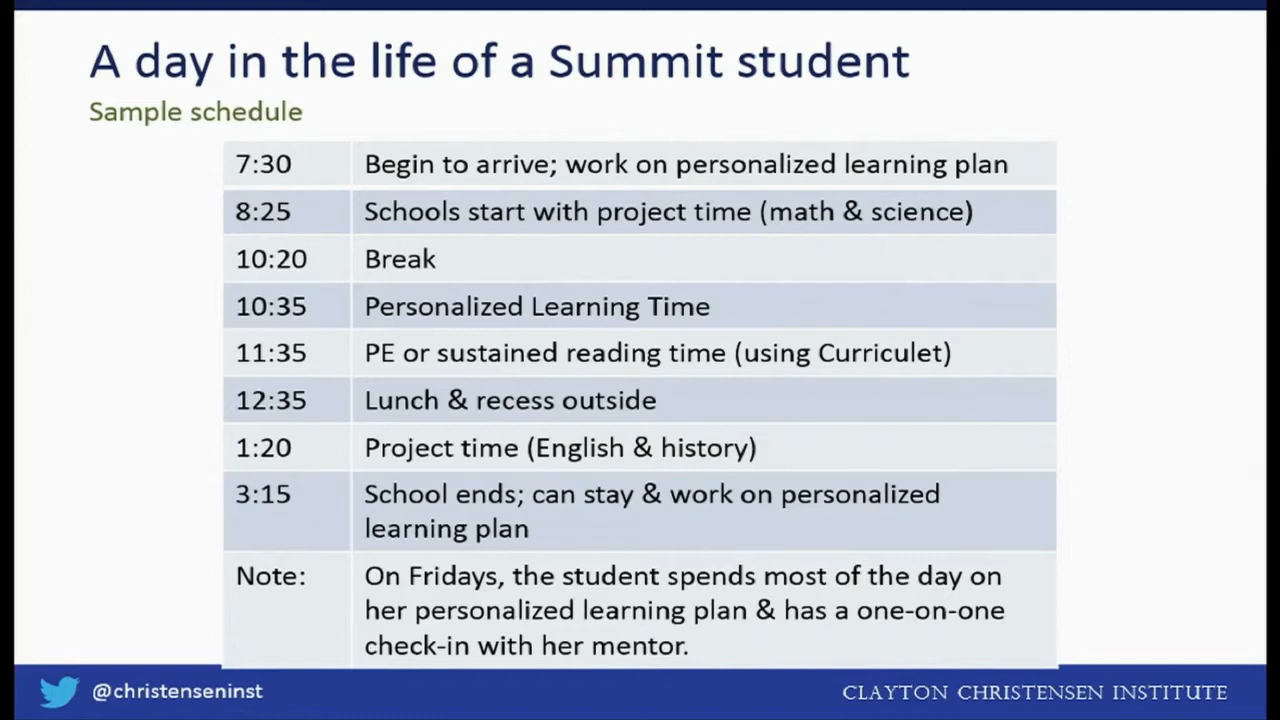 A day in the life of a Summit student
Sample schedule
7:30 Begin to arrive; work on personalized learning plan
8:25 Schools start with project time (math & science)
10:20 Break
10:35 Personalized Learning Time
11:35 PE or sustained reading time (using Curriculet)
12:35 Lunch & recess outside
1:20 Project time (English & history)
3:15 School ends; can stay & work on personalized
learning plan
Note: On Fridays, the student spends most of the day on
her personalized learning plan & has a one-on-one
check-in with her mentor.
@christenseninst
CLAYTON CHRISTENSEN INSTITUTE